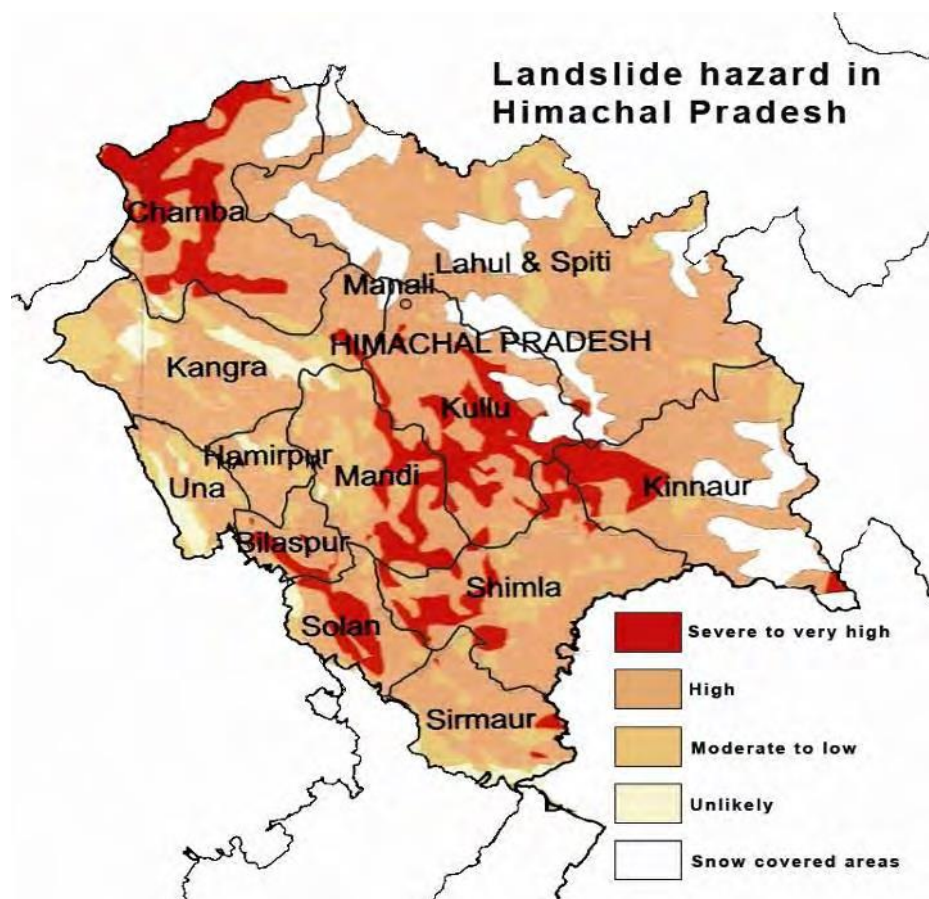 Landslide hazard in
Himachal Pradesh
Chamba
Lahul & Spiti
Manali
HIMACHAL PRADESH
Kangra
Kullu
Hamirpur
Una
Mandi
Kinnaur
Bilaspur
Shimla
Solan
Sirmaur
Severe to very high
High
Moderate to low
Unlikely
Snow covered areas